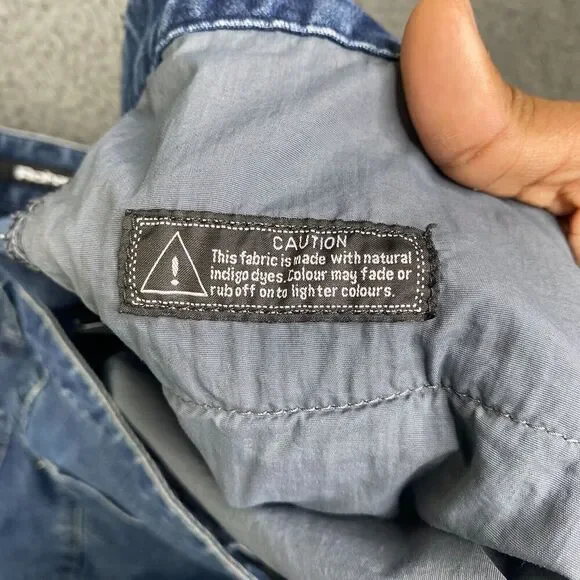 CAUTION
This fabric is made with natural
indigo dyes. Colour may fade or
rub off on to lighter colours.